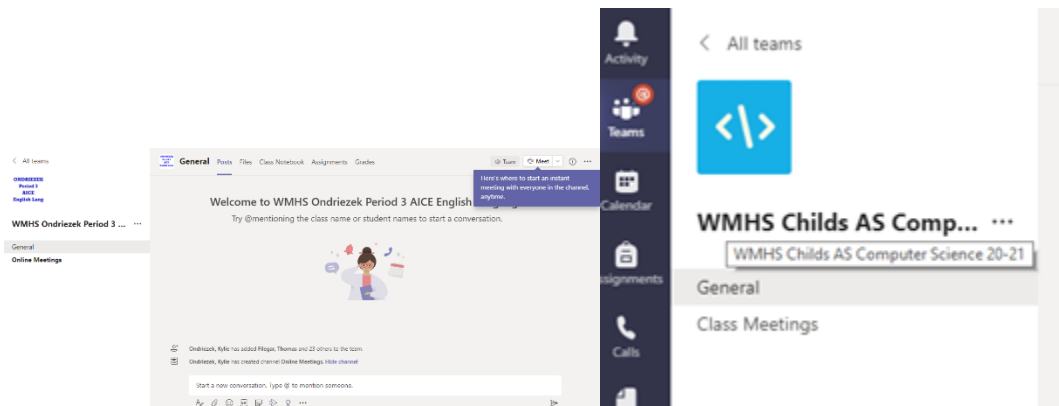 All teams
ONDRIEZEK
Period 3
AICE
English Lang
WMHS Ondriezek Period 3 ... ...
General
Online Meetings
General Posts Files Class Notebook Assignments Grades
Team Meet
Here's where to start an instant
meeting with everyone in the channel,
anytime.
Welcome to WMHS Ondriezek Period 3 AICE English
Try @mentioning the class name or student names to start a conversation.
Ondriezek, Kylie has added Filegar, Thomas and 23 others to the team.
Ondriezek, Kylie has created channel Online Meetings. Hide channel
Start a new conversation. Type @ to mention someone.
Activity
Teams
Calendar
ssignments
Calls
All teams
WMHS Childs AS Comp... ...
WMHS Childs AS Computer Science 20-21
General
Class Meetings